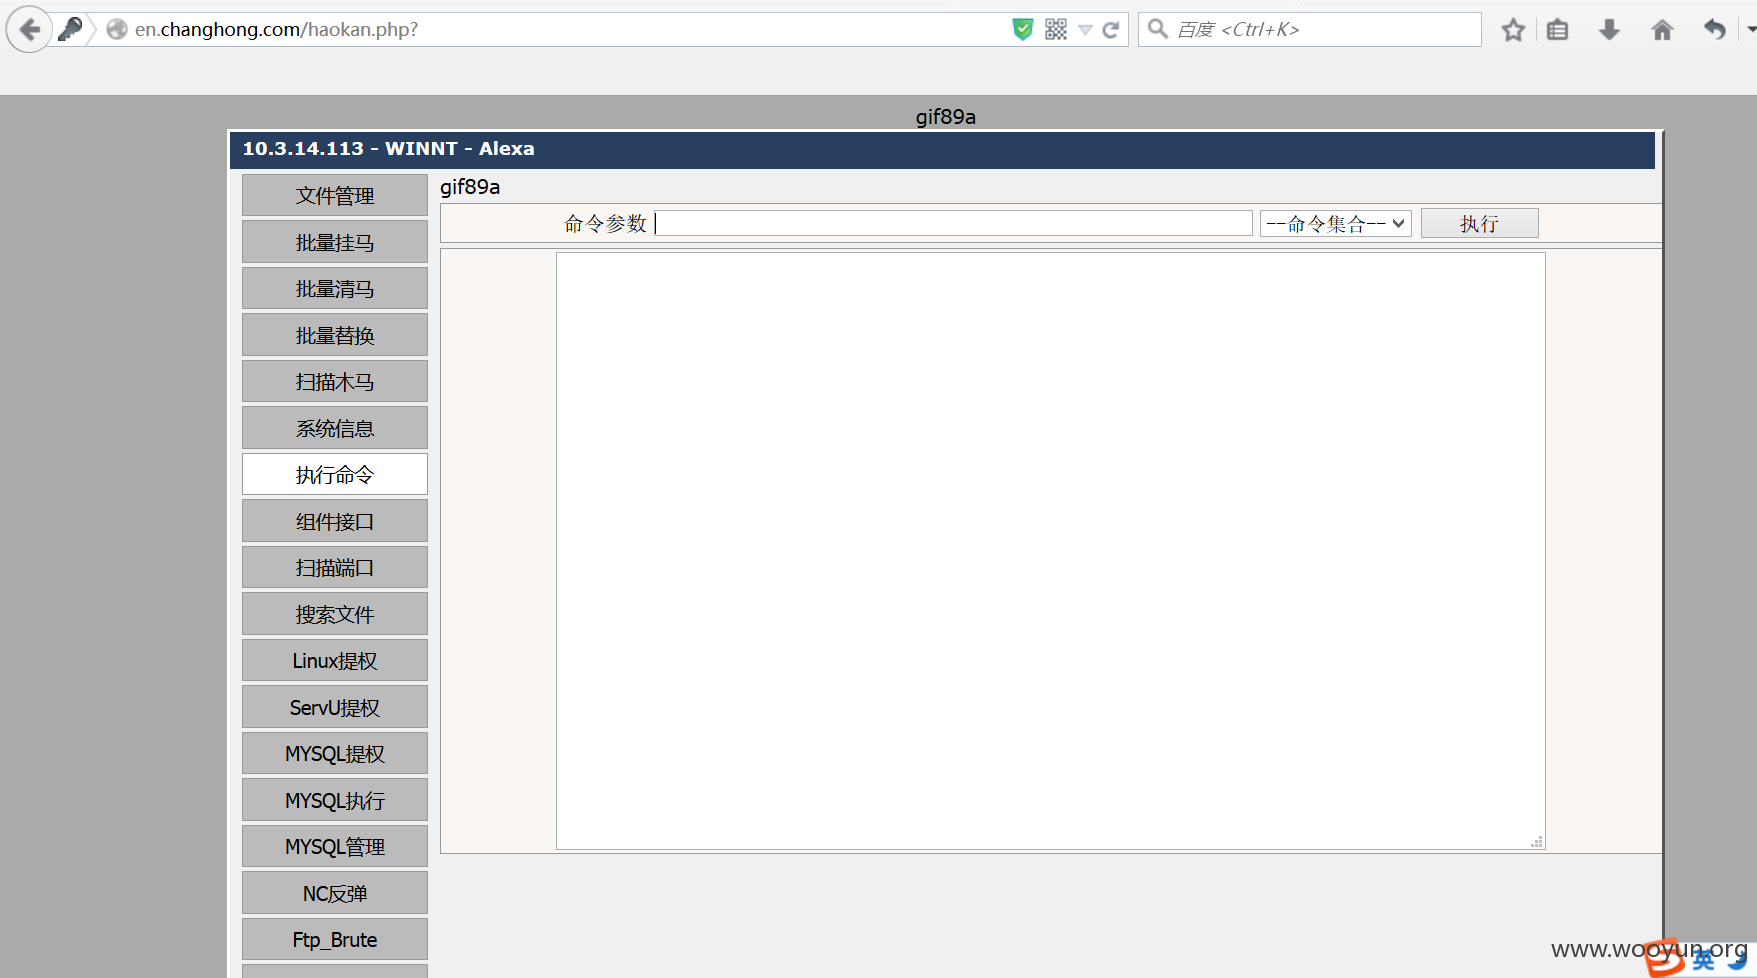 en.changhong.com/haokan.php?
百度 <Ctrl+K>
gif89a
10.3.14.113 - WINNT - Alexa
文件管理
gif89a
批量挂马
命令参数
--命令集合--
执行
批量清马
批量替换
扫描木马
系统信息
执行命令
组件接口
扫描端口
搜索文件
Linux提权
ServU提权
MYSQL提权
MYSQL执行
MYSQL管理
NC反弹
Ftp_Brute
www.wooyun.org
英